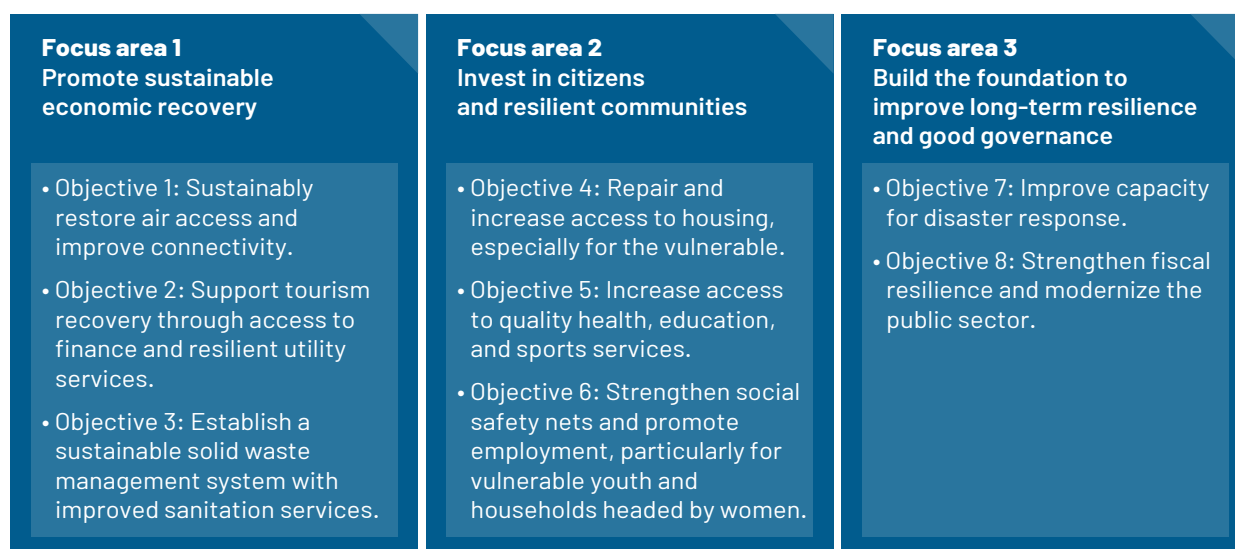 Focus area 1
Promote sustainable
economic recovery
• Objective 1: Sustainably
restore air access and
improve connectivity.
• Objective 2: Support tourism
recovery through access to
finance and resilient utility
services.
• Objective 3: Establish a
sustainable solid waste
management system with
improved sanitation services.
Focus area 2
Invest in citizens
and resilient communities
• Objective 4: Repair and
increase access to housing,
especially for the vulnerable.
• Objective 5: Increase access
to quality health, education,
and sports services.
• Objective 6: Strengthen social
safety nets and promote
employment, particularly for
vulnerable youth and
households headed by women.
Focus area 3
Build the foundation to
improve long-term resilience
and good governance
• Objective 7: Improve capacity
for disaster response.
• Objective 8: Strengthen fiscal
resilience and modernize the
public sector.